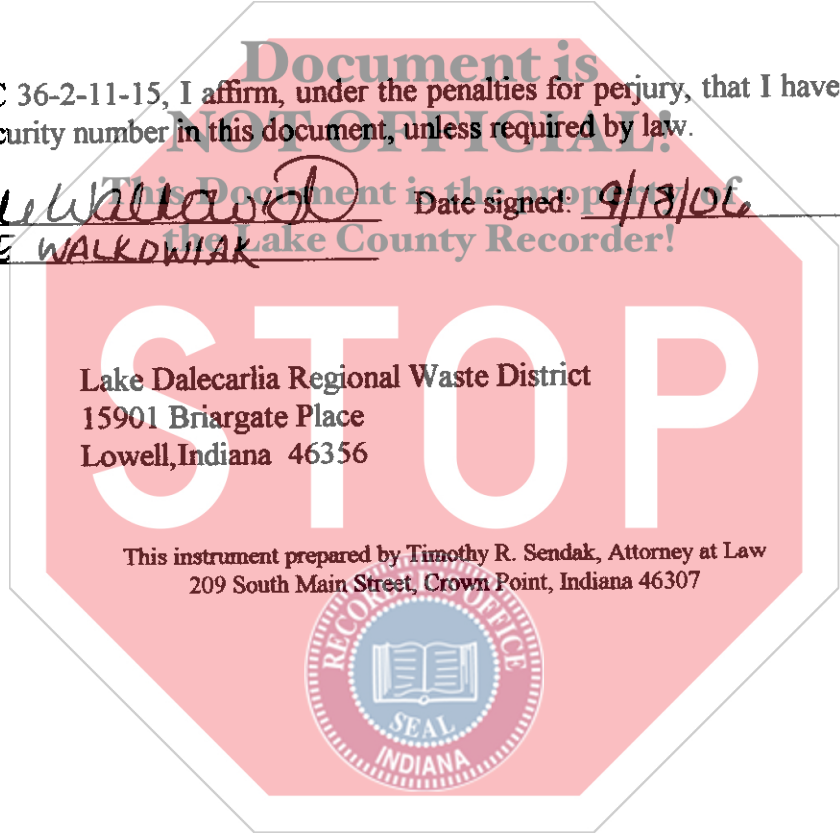 Document is
C 36-2-11-15, I affirm, under the penalties for perjury, that I have
curity number in this document, unless required by law.
NOT OFFICIAL!
This Document is the property of
Date signed: 9/13/06
the Lake County Recorder!
E WALKOWIAK
STOP
Lake Dalecarlia Regional Waste District
15901 Briargate Place
Lowell,Indiana 46356
This instrument prepared by Timothy R. Sendak, Attorney at Law
209 South Main Street, Crown Point, Indiana 46307
RECORDER'S OFFICE
SEAL
INDIANA